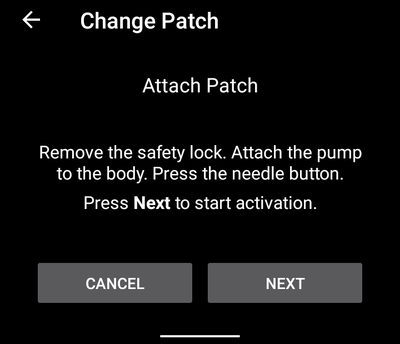 Change Patch
Attach Patch
Remove the safety lock. Attach the pump
to the body. Press the needle button.
Press Next to start activation.
CANCEL NEXT